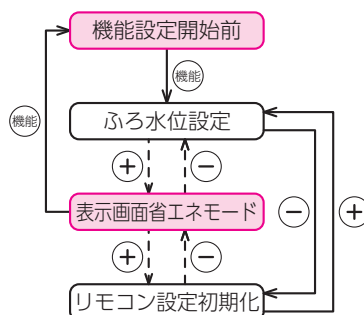 機能設定開始前
機能
機能
ふろ水位設定
+
−
表示画面省エネモード
−
+
+
−
リモコン設定初期化